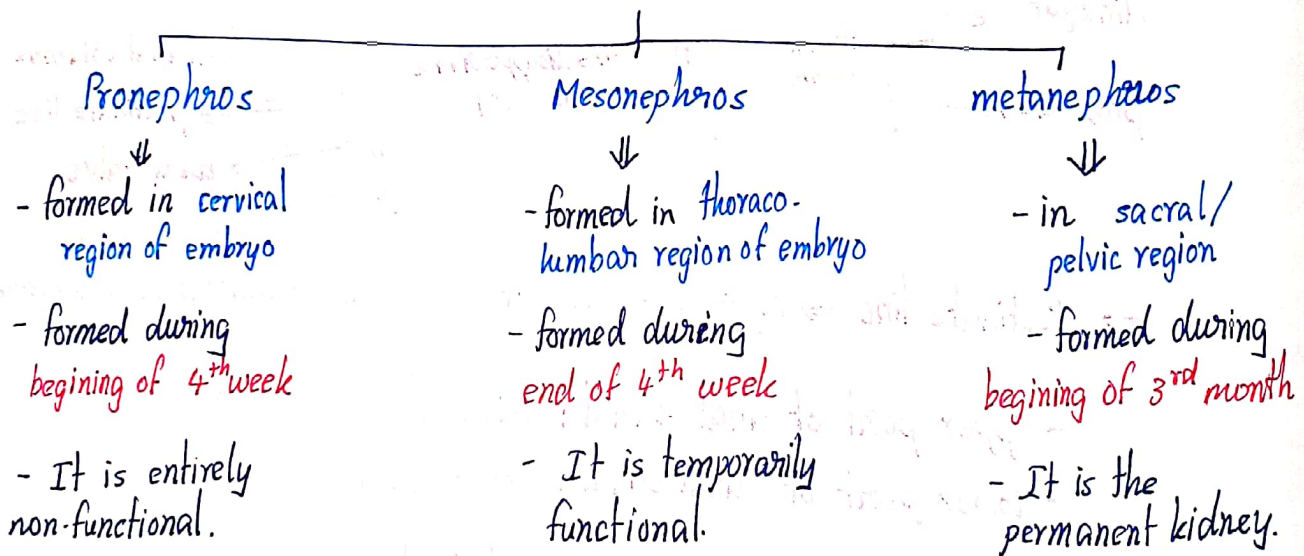 Pronephros
- formed in cervical
region of embryo
- formed during
begining of 4th week
- It is entirely
non-functional.
Mesonephros
- formed in thoraco-
lumbar region of embryo
- formed during
end of 4th week
- It is temporarily
functional.
metanephros
- in sacral/
pelvic region
- formed during
begining of 3rd month
- It is the
permanent kidney.